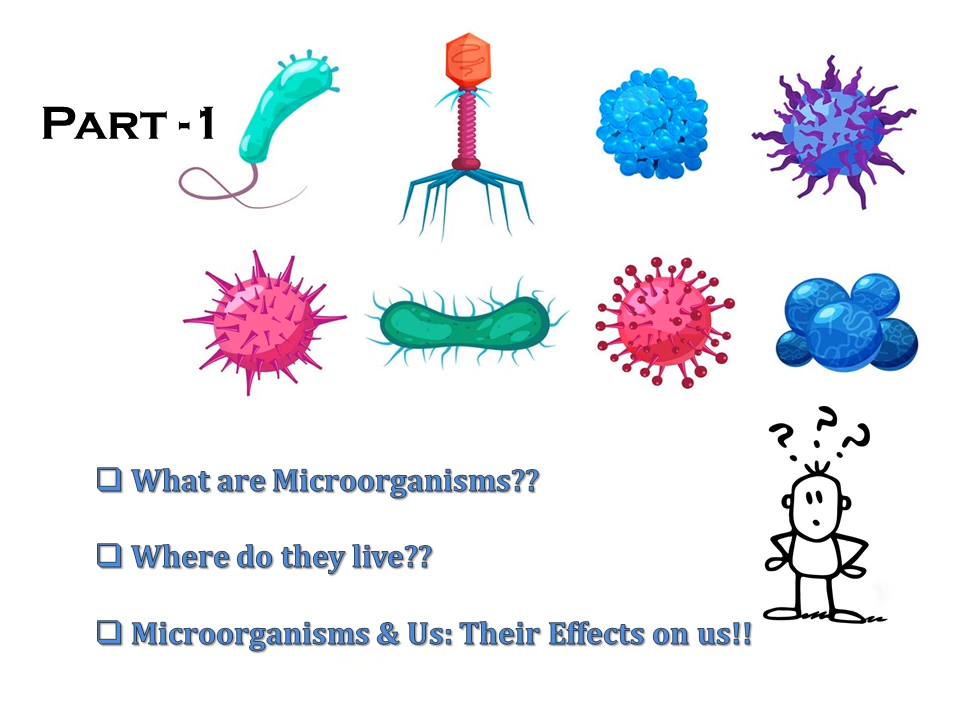 Part -1
? ? ?
❑ What are Microorganisms??
❑ Where do they live??
❑ Microorganisms & Us: Their Effects on us!!